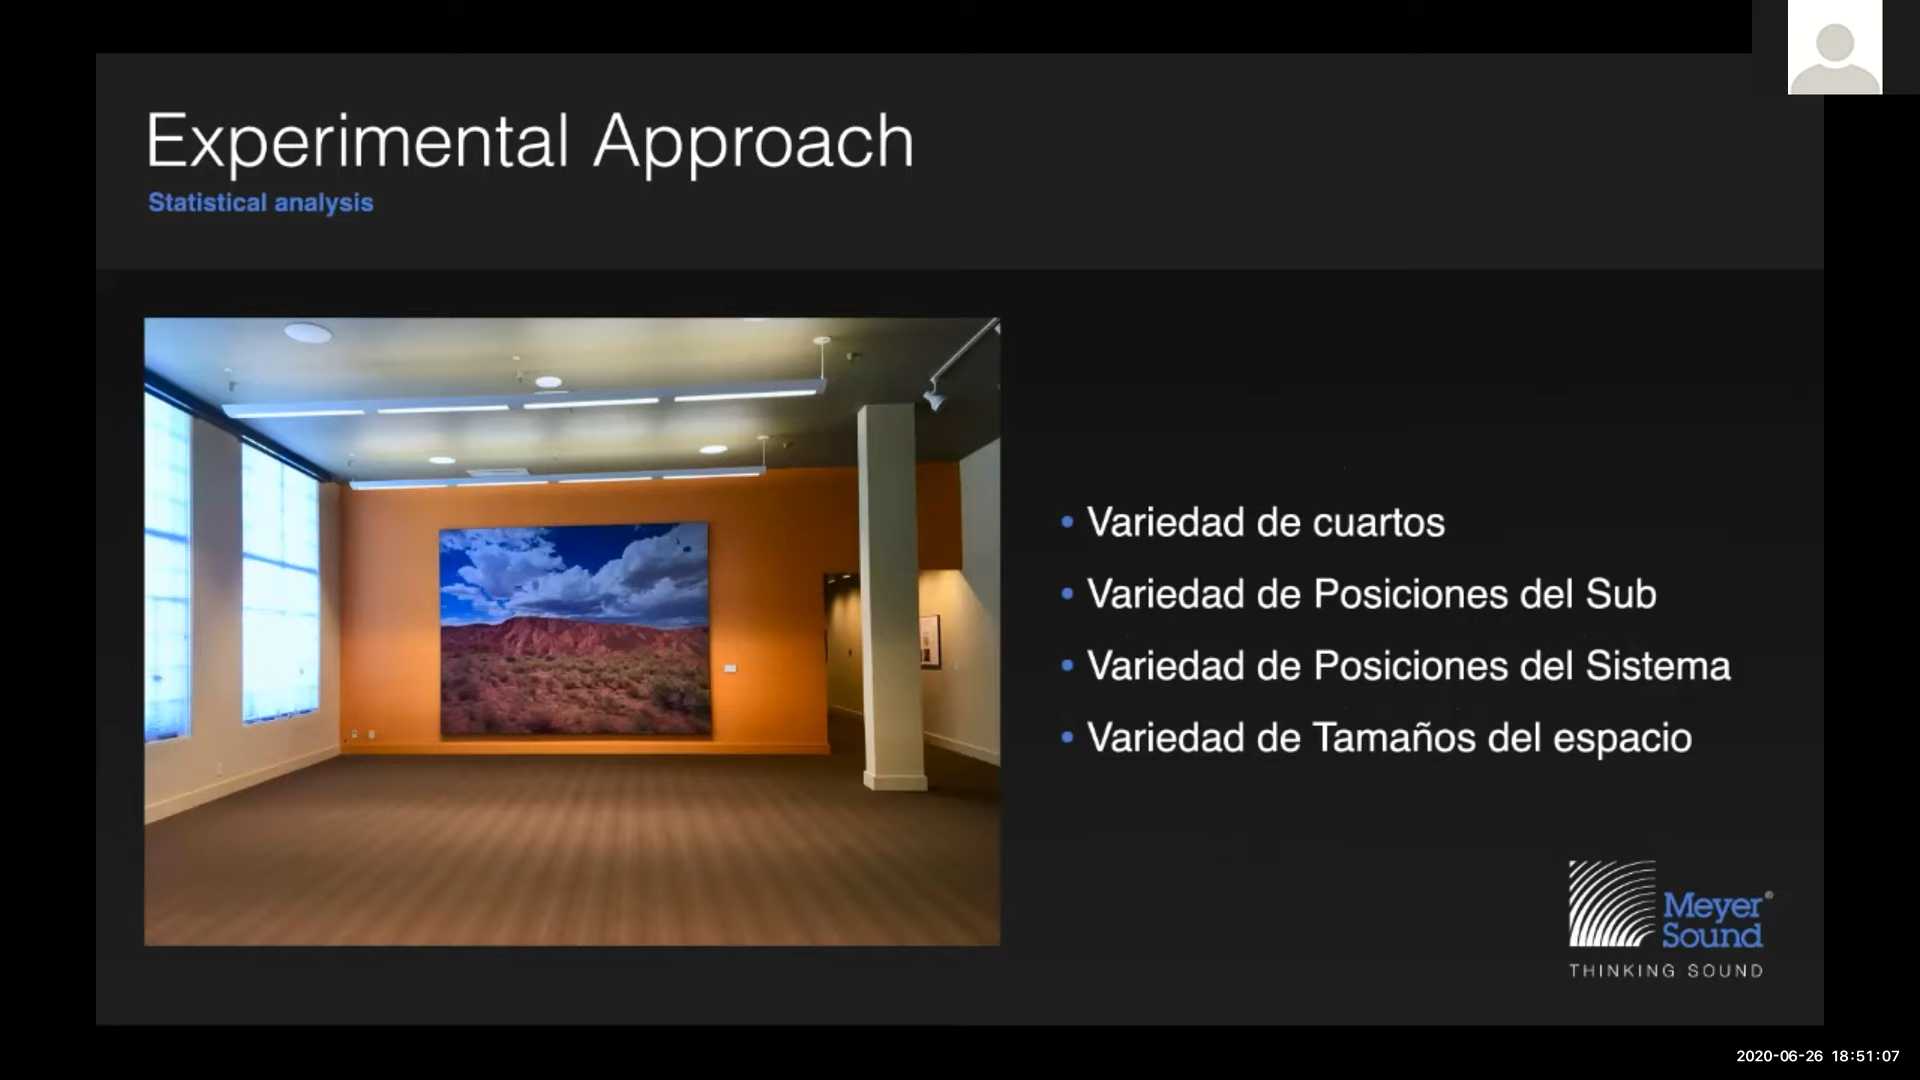 Experimental Approach
Statistical analysis
• Variedad de cuartos
• Variedad de Posiciones del Sub
• Variedad de Posiciones del Sistema
• Variedad de Tamaños del espacio
Meyer®
Sound
THINKING SOUND
2020-06-26 18:51:07